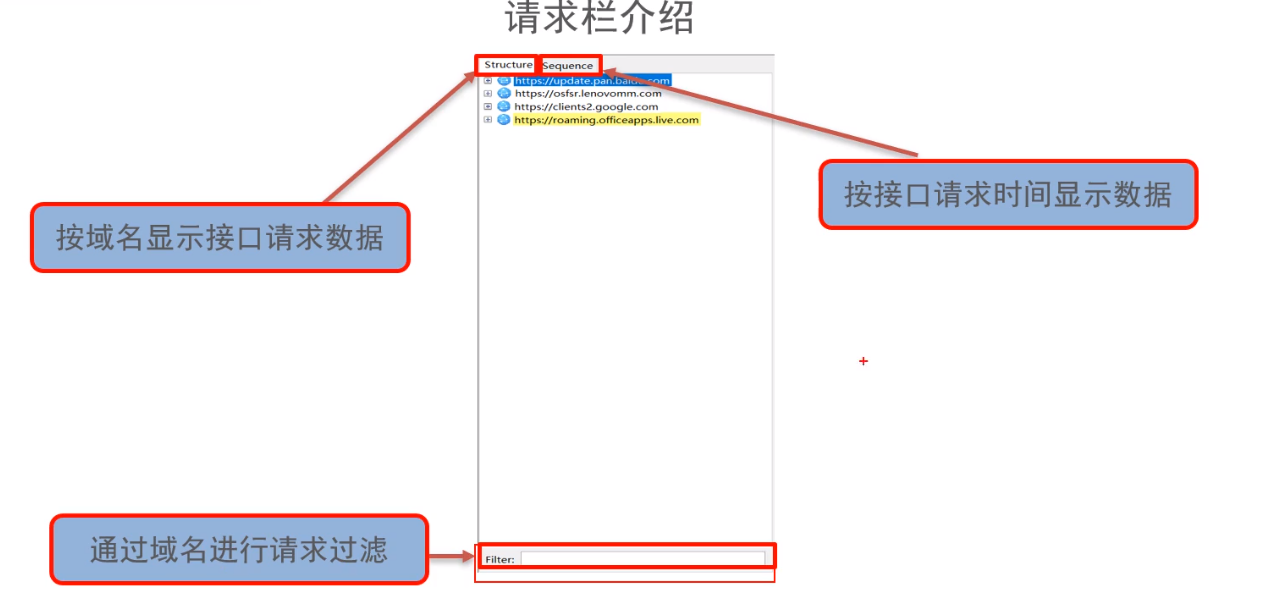 请求栏介绍
Structure Sequence
https://update.pan.baidu.com
https://osfsr.lenovomm.com
https://clients2.google.com
https://roaming.officeapps.live.com
按接口请求时间显示数据
按域名显示接口请求数据
通过域名进行请求过滤
Filter: